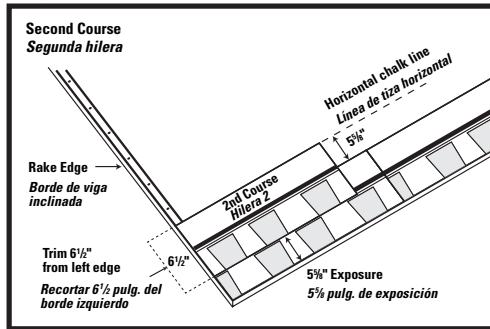 Second Course
Segunda hilera
Horizontal chalk line
Línea de tiza horizontal
5⅝"
Rake Edge
Borde de viga
inclinada
2nd Course
Hilera 2
Trim 6½"
from left edge
Recortar 6½ pulg. del
borde izquierdo
6½"
5⅝" Exposure
5⅝ pulg. de exposición